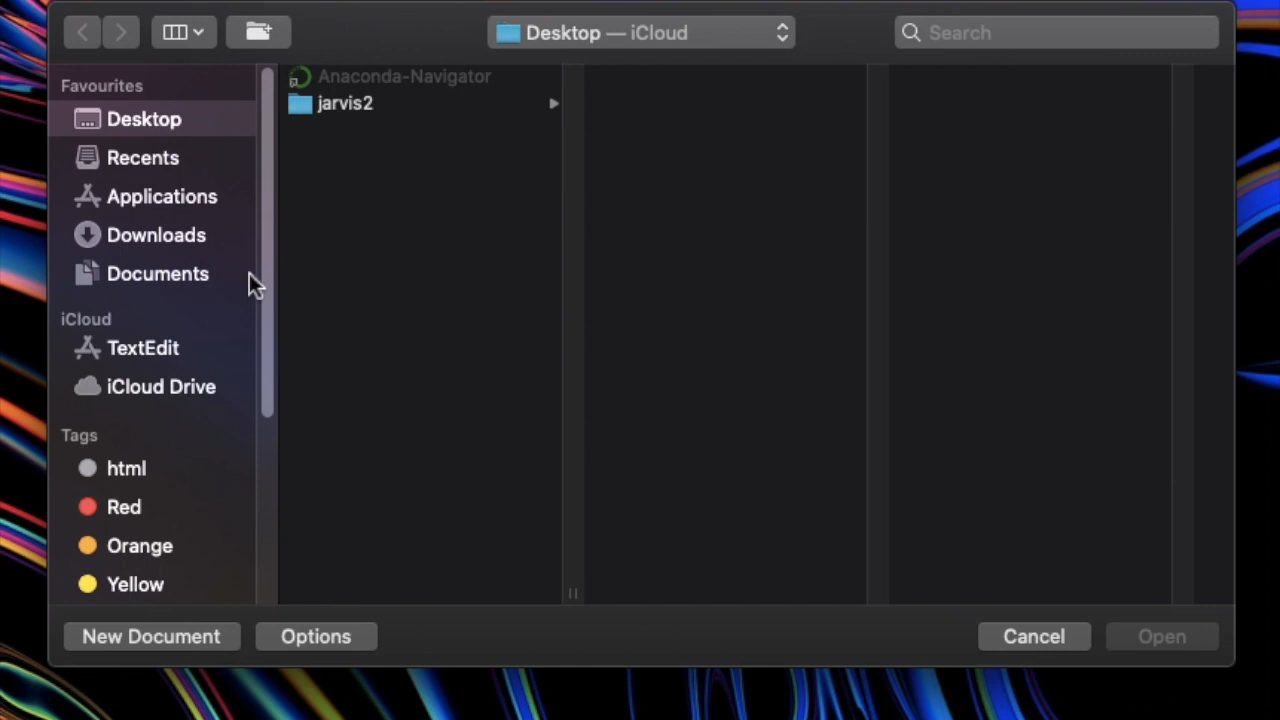 Desktop — iCloud
Search
Favourites
Desktop
Recents
Applications
Downloads
Documents
iCloud
TextEdit
iCloud Drive
Tags
html
Red
Orange
Yellow
Anaconda-Navigator
jarvis2
New Document
Options
Cancel
Open